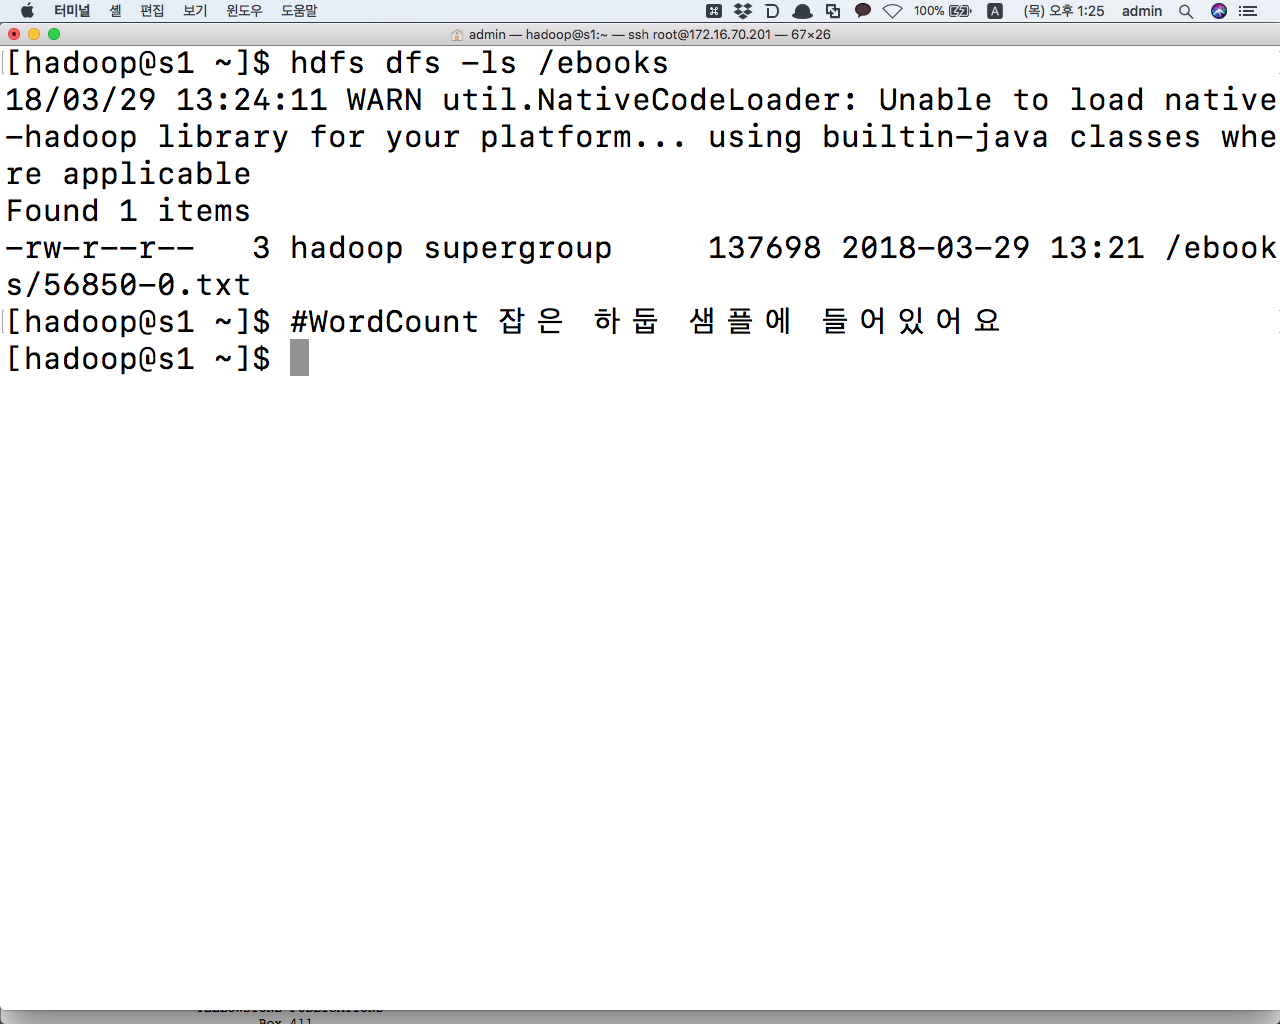 터미널 셸 편집 보기 윈도우 도움말 100% A (목) 오후 1:25 admin
admin — hadoop@s1:~ — ssh root@172.16.70.201 — 67×26
[hadoop@s1 ~]$ hdfs dfs -ls /ebooks
18/03/29 13:24:11 WARN util.NativeCodeLoader: Unable to load native
-hadoop library for your platform... using builtin-java classes whe
re applicable
Found 1 items
-rw-r--r--   3 hadoop supergroup     137698 2018-03-29 13:21 /ebook
s/56850-0.txt
[hadoop@s1 ~]$ #WordCount 잡은 하둡 샘플에 들어있어요
[hadoop@s1 ~]$
Box 411